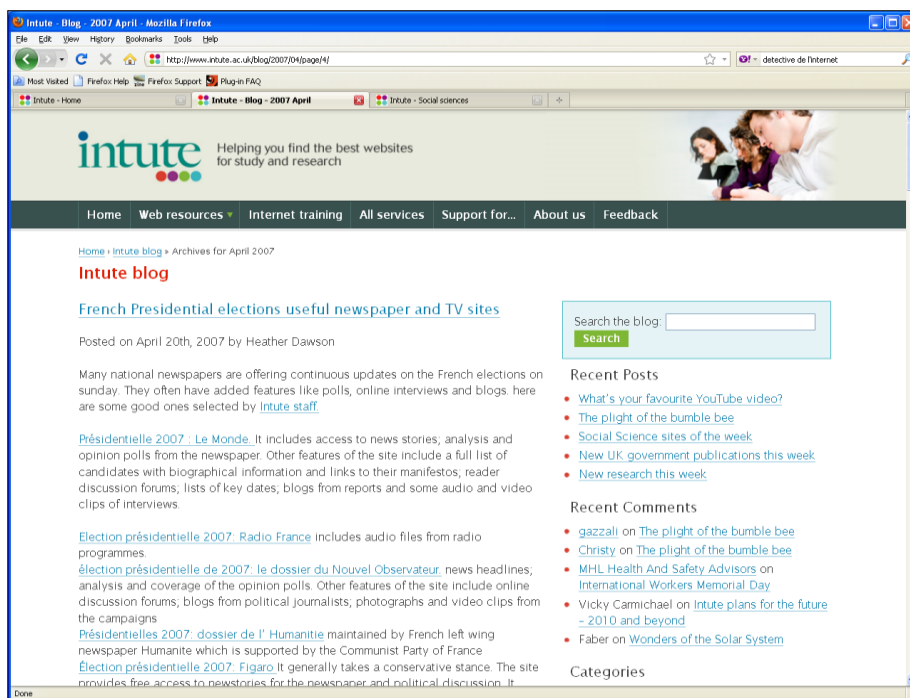 Intute - Blog - 2007 April - Mozilla Firefox
File Edit View History Bookmarks Tools Help
http://www.intute.ac.uk/blog/2007/04/page/4/
detective de l'internet
Most Visited Firefox Help Firefox Support Plug-in FAQ
Intute - Home
Intute - Blog - 2007 April
Intute - Social sciences
intute
Helping you find the best websites
for study and research
Home Web resources Internet training All services Support for... About us Feedback
Home › Intute blog » Archives for April 2007
Intute blog
French Presidential elections useful newspaper and TV sites
Posted on April 20th, 2007 by Heather Dawson
Many national newspapers are offering continuous updates on the French elections on
sunday. They often have added features like polls, online interviews and blogs. here
are some good ones selected by Intute staff.
Présidentielle 2007 : Le Monde. It includes access to news stories; analysis and
opinion polls from the newspaper. Other features of the site include a full list of
candidates with biographical information and links to their manifestos; reader
discussion forums; lists of key dates; blogs from reports and some audio and video
clips of interviews.
Election présidentielle 2007: Radio France includes audio files from radio
programmes.
élection présidentielle de 2007: le dossier du Nouvel Observateur. news headlines;
analysis and coverage of the opinion polls. Other features of the site include online
discussion forums; blogs from political journalists; photographs and video clips from
the campaigns
Présidentielles 2007: dossier de l' Humanitie maintained by French left wing
newspaper Humanite which is supported by the Communist Party of France
Élection présidentielle 2007: Figaro It generally takes a conservative stance. The site
provides free access to newstories for the newspaper and political discussion. It
Search the blog:
Search
Recent Posts
What's your favourite YouTube video?
The plight of the bumble bee
Social Science sites of the week
New UK government publications this week
New research this week
Recent Comments
gazzali on The plight of the bumble bee
Christy on The plight of the bumble bee
MHL Health And Safety Advisors on
International Workers Memorial Day
Vicky Carmichael on Intute plans for the future
– 2010 and beyond
Faber on Wonders of the Solar System
Categories
Done